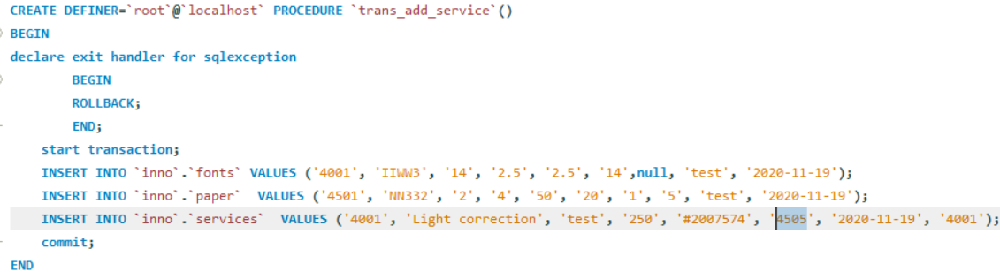 CREATE DEFINER=`root`@`localhost` PROCEDURE `trans_add_service`()
BEGIN
declare exit handler for sqlexception
BEGIN
ROLLBACK;
END;
start transaction;
INSERT INTO `inno`.`fonts` VALUES ('4001', 'IIWW3', '14', '2.5', '2.5', '14',null, 'test', '2020-11-19');
INSERT INTO `inno`.`paper`  VALUES ('4501', 'NN332', '2', '4', '50', '20', '1', '5', 'test', '2020-11-19');
INSERT INTO `inno`.`services`  VALUES ('4001', 'Light correction', 'test', '250', '#2007574', '4505', '2020-11-19', '4001');
commit;
END